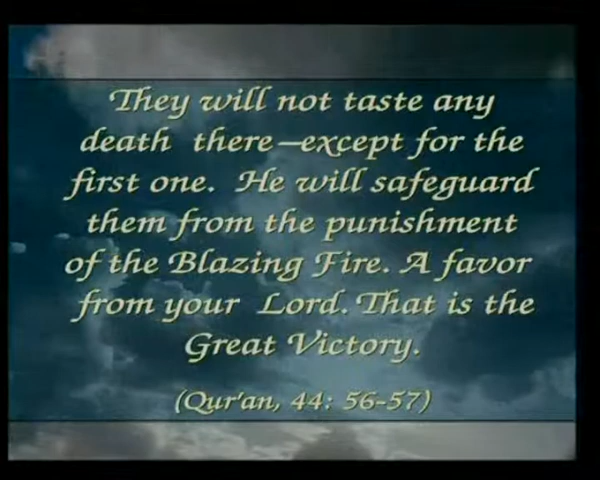 They will not taste any
death there—except for the
first one. He will safeguard
them from the punishment
of the Blazing Fire. A favor
from your Lord. That is the
Great Victory.
(Qur'an, 44: 56-57)